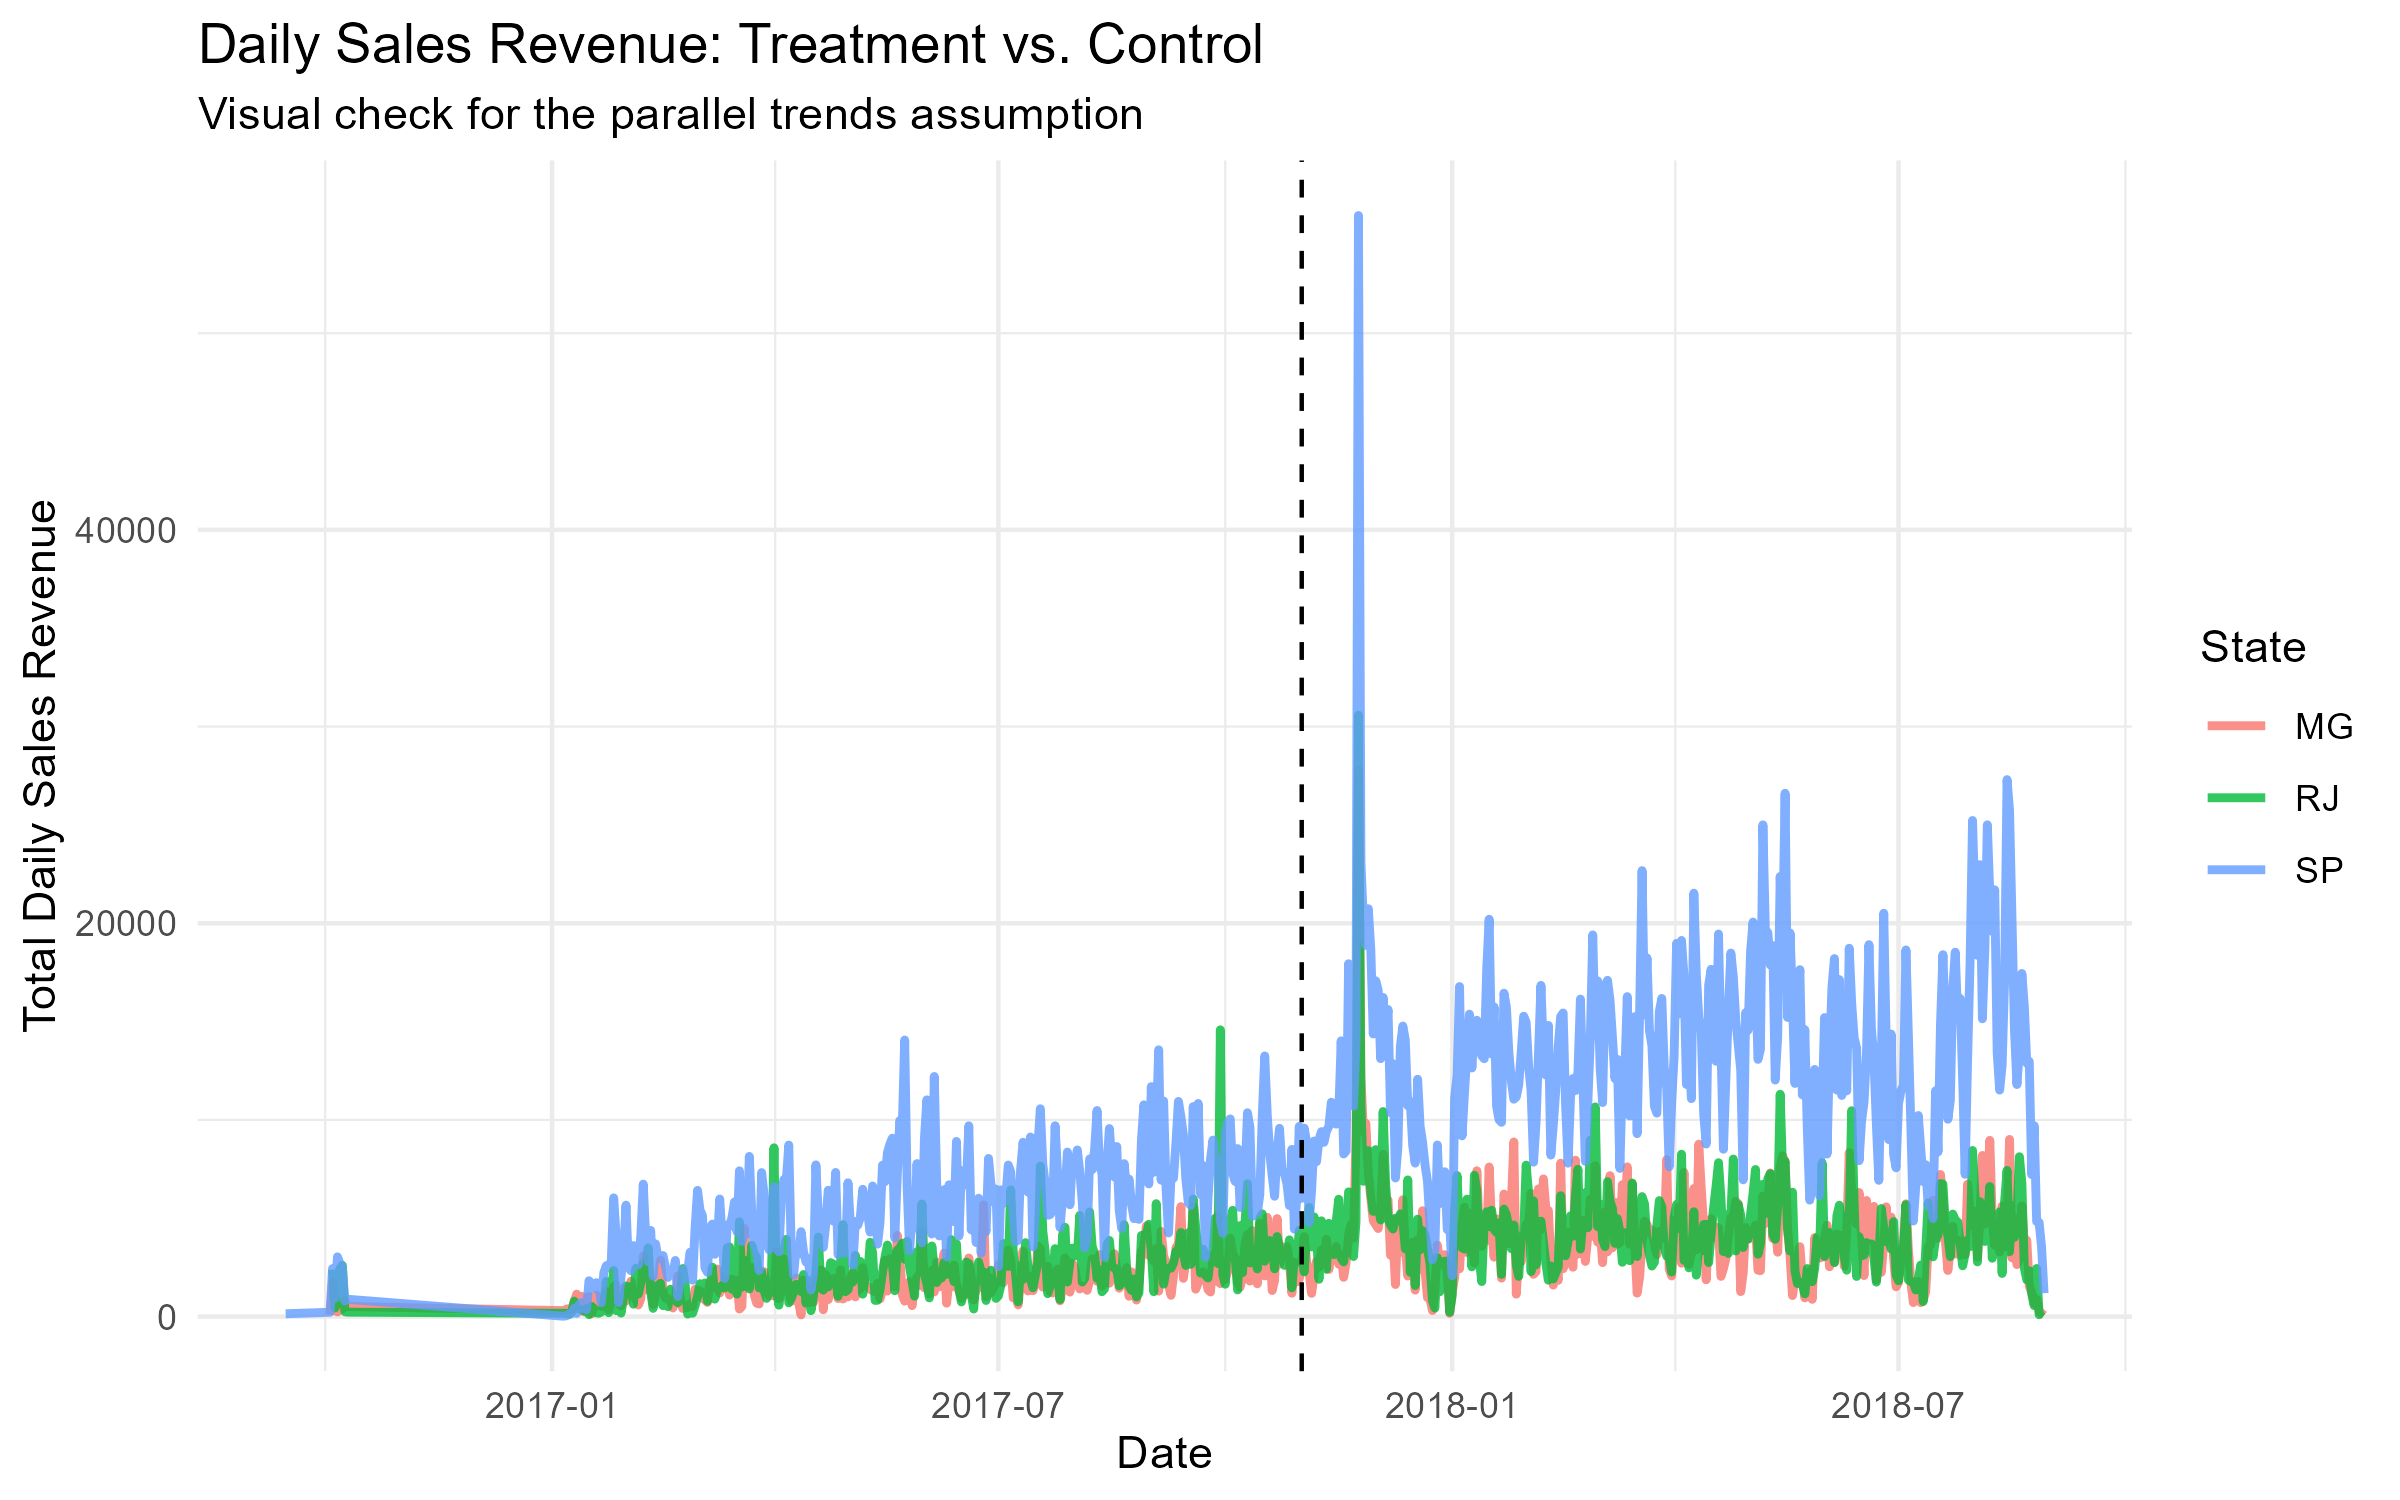 Daily Sales Revenue: Treatment vs. Control
Visual check for the parallel trends assumption
Total Daily Sales Revenue
40000
20000
0
2017-01
2017-07
2018-01
2018-07
Date
State
MG
RJ
SP